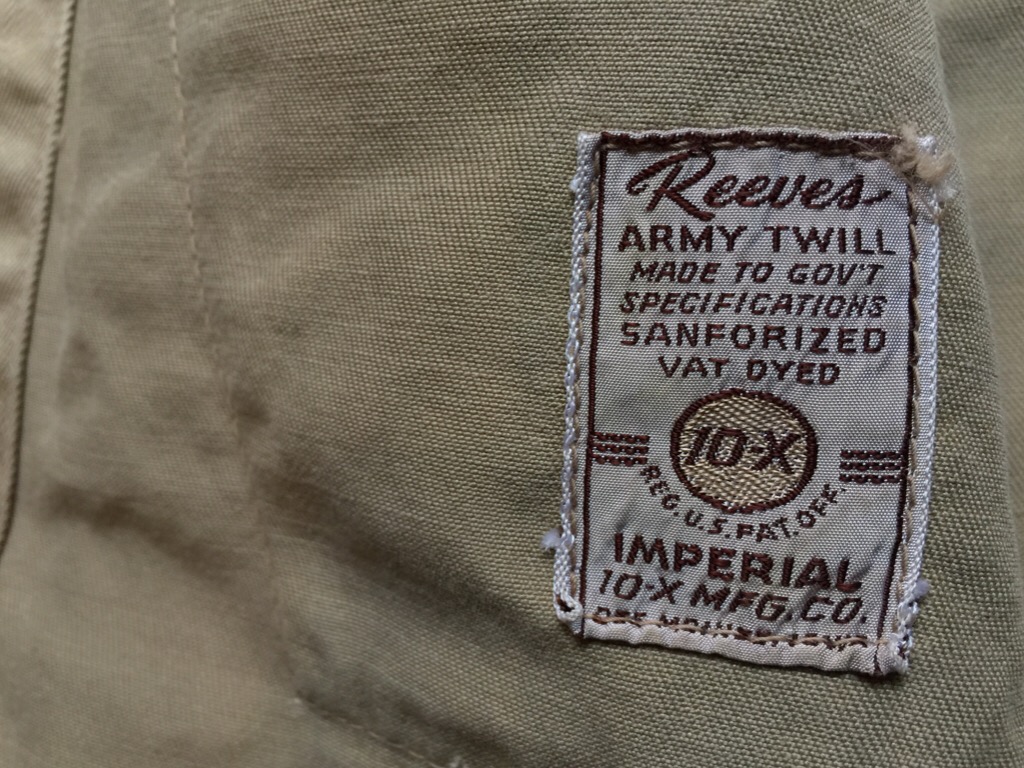 Reeves
ARMY TWILL
MADE TO GOV'T
SPECIFICATIONS
SANFORIZED
VAT DYED
10-X
REG. U.S. PAT. OFF.
IMPERIAL
10-X MFG. CO.